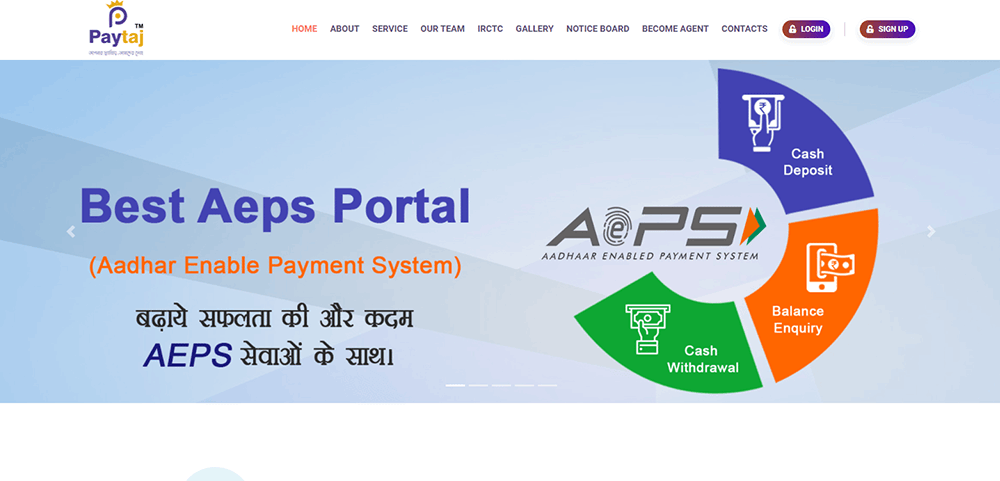 Paytaj TM
HOME ABOUT SERVICE OUR TEAM IRCTC GALLERY NOTICE BOARD BECOME AGENT CONTACTS LOGIN SIGN UP
Best Aeps Portal
(Aadhar Enable Payment System)
बढ़ाये सफलता की और कदम
AEPS सेवाओं के साथ।
AePS
AADHAAR ENABLED PAYMENT SYSTEM
₹
Cash
Deposit
Balance
Enquiry
Cash
Withdrawal